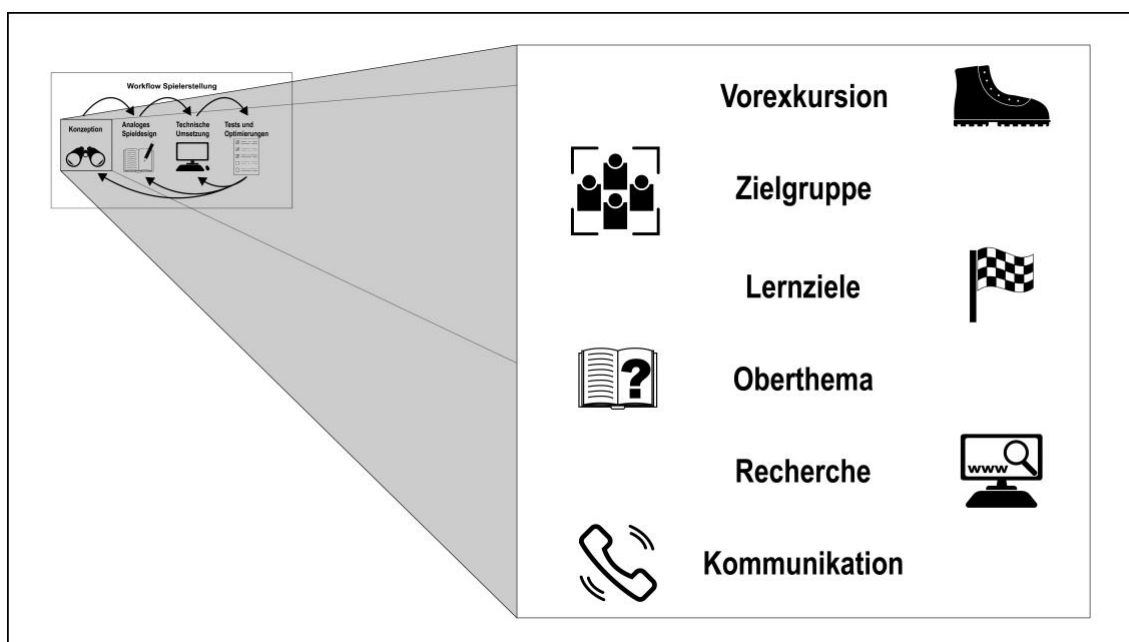 Workflow Spielerstellung
Konzeption
Analoges
Spieldesign
Technische
Umsetzung
Tests und
Optimierungen
Vorexkursion
Zielgruppe
Lernziele
Oberthema
?
Recherche
www
Kommunikation